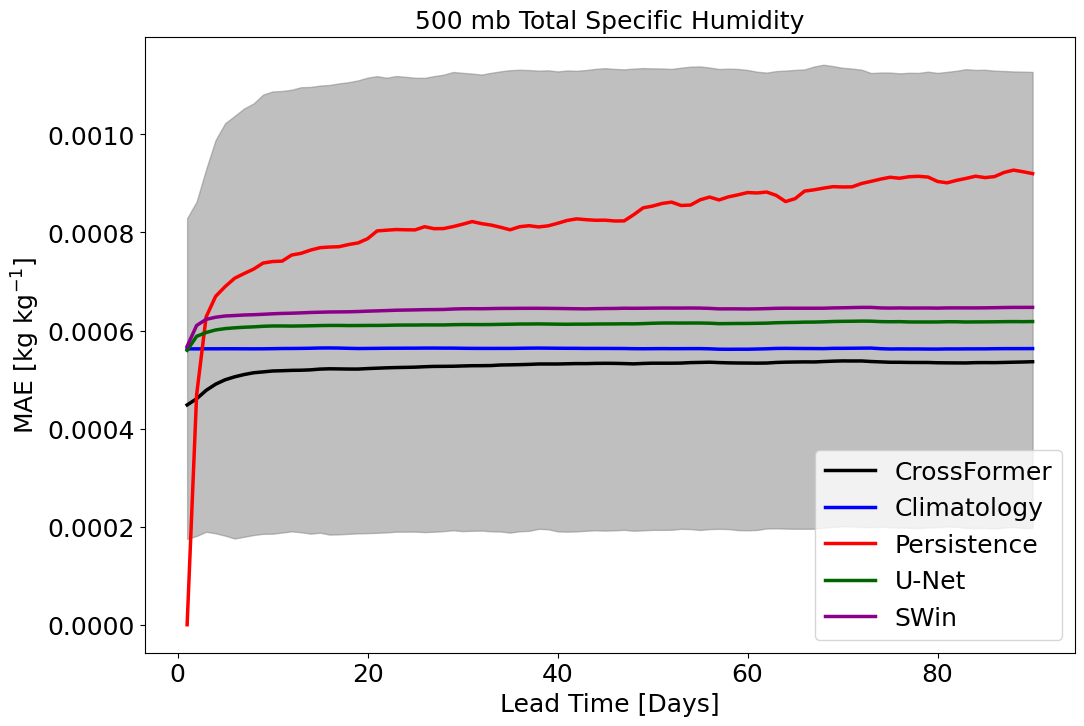 500 mb Total Specific Humidity
MAE [kg kg⁻¹]
0.0010
0.0008
0.0006
0.0004
0.0002
0.0000
0 20 40 60 80
Lead Time [Days]
CrossFormer
Climatology
Persistence
U-Net
SWin